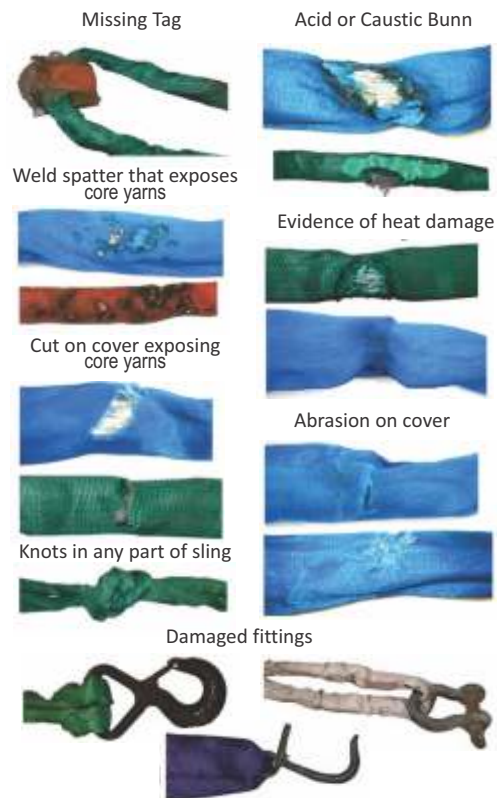 Missing Tag
Acid or Caustic Bunn
Weld spatter that exposes
core yarns
Evidence of heat damage
Cut on cover exposing
core yarns
Abrasion on cover
Knots in any part of sling
Damaged fittings